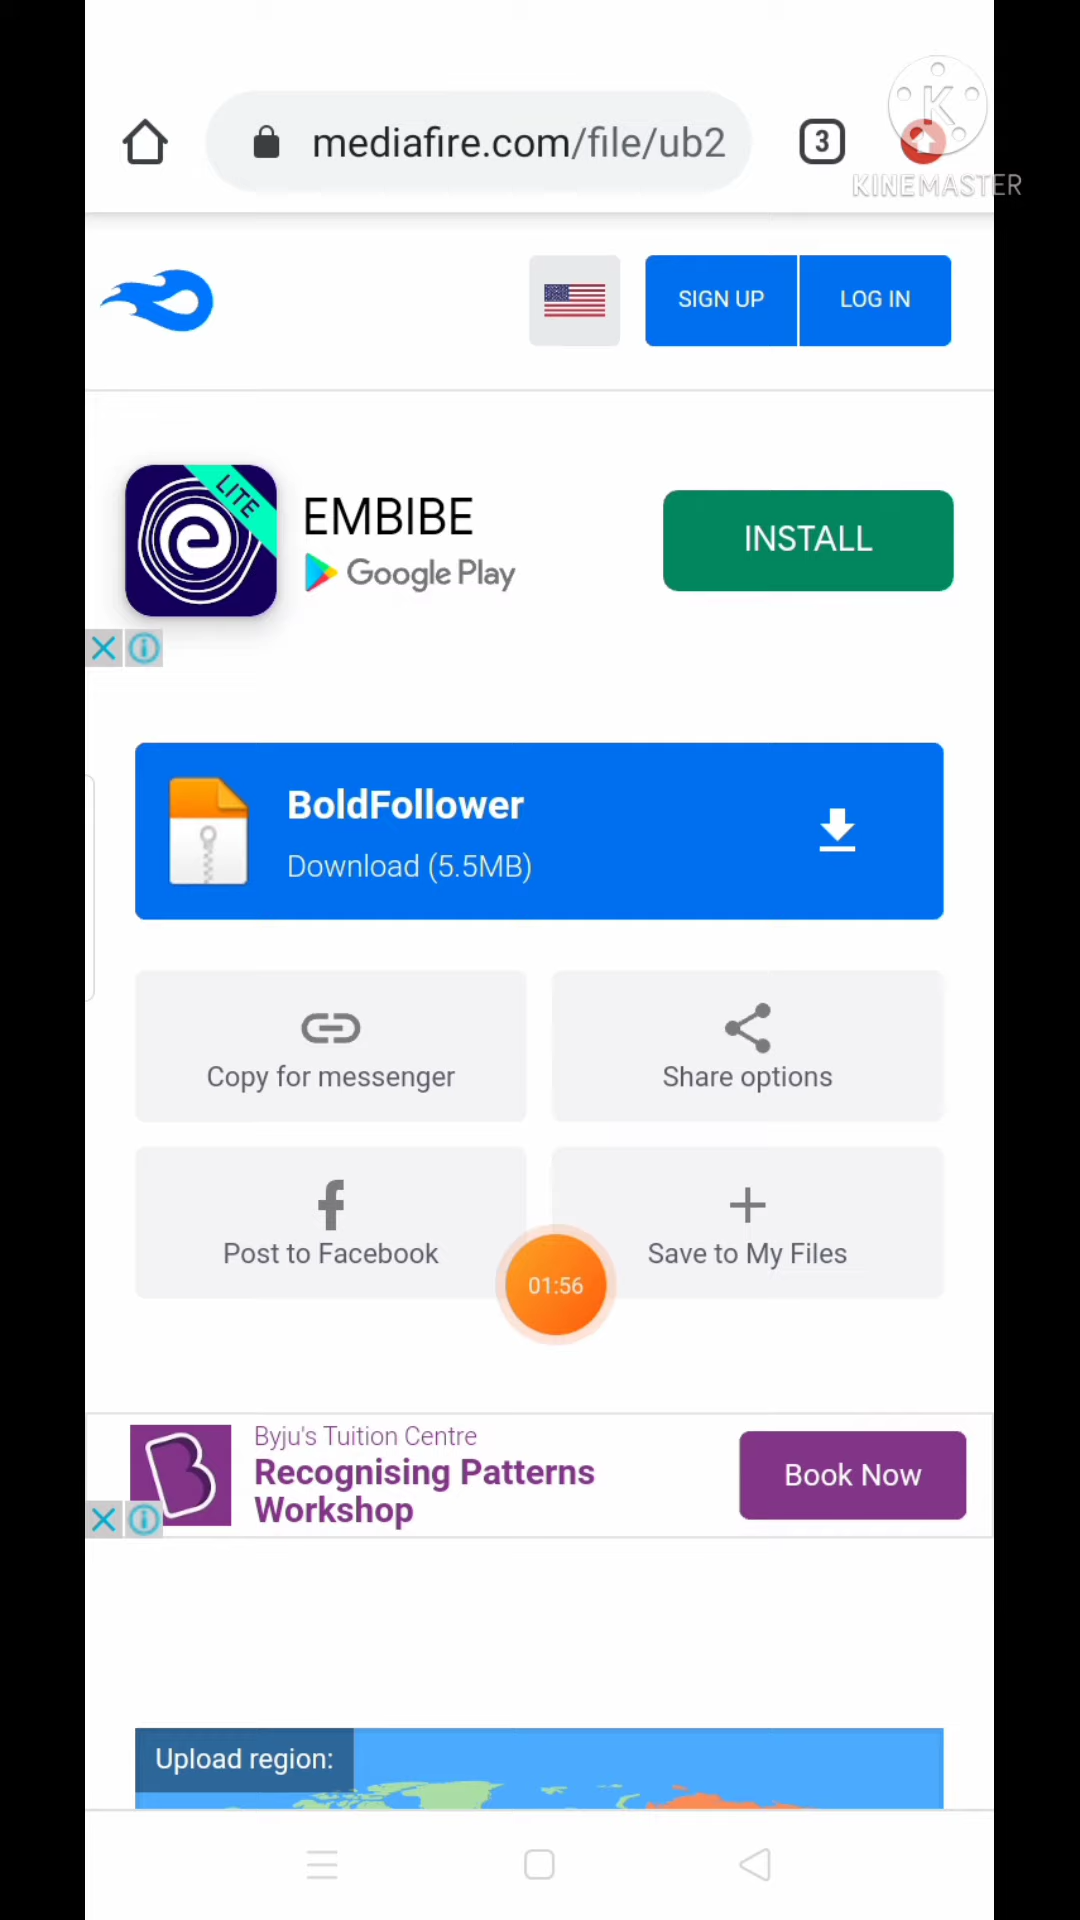 mediafire.com/file/ub2
3
K
KINEMASTER
SIGN UP
LOG IN
LITE
e
EMBIBE
Google Play
INSTALL
BoldFollower
Download (5.5MB)
Copy for messenger
Share options
Post to Facebook
Save to My Files
01:56
Byju's Tuition Centre
B
Recognising Patterns
Workshop
Book Now
Upload region: